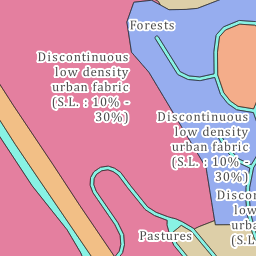 Forests
Discontinuous
low density
urban fabric
(S.L. : 10% -
30%)
Discontinuous
low density
urban fabric
(S.L. : 10% -
30%)
Pastures
(S.L.